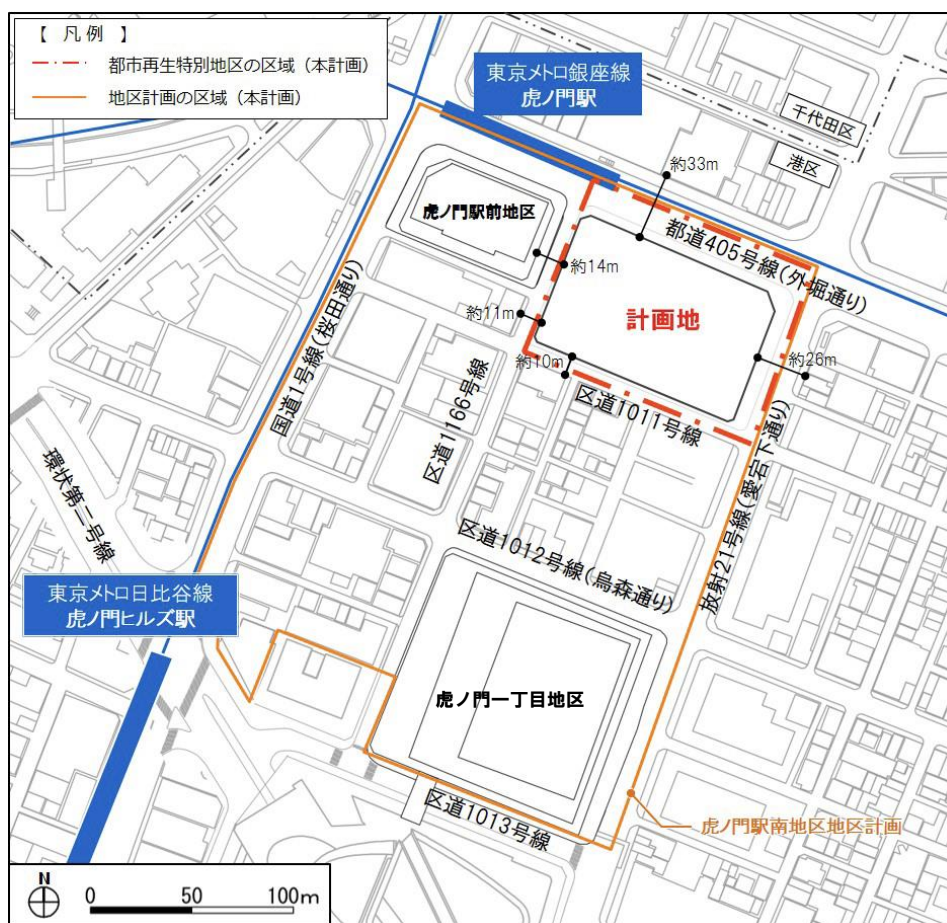 【 凡例 】
都市再生特別地区の区域（本計画）
地区計画の区域（本計画）
東京メトロ銀座線
虎ノ門駅
千代田区
港区
約33m
虎ノ門駅前地区
都道405号線(外堀通り)
約14m
約11m
計画地
約10m
約26m
国道1号線(桜田通り)
区道1166号線
区道1011号線
環状第二号線
区道1012号線(烏森通り)
放射21号線(愛宕下通り)
東京メトロ日比谷線
虎ノ門ヒルズ駅
虎ノ門一丁目地区
区道1013号線
虎ノ門駅南地区地区計画
N
0 50 100m